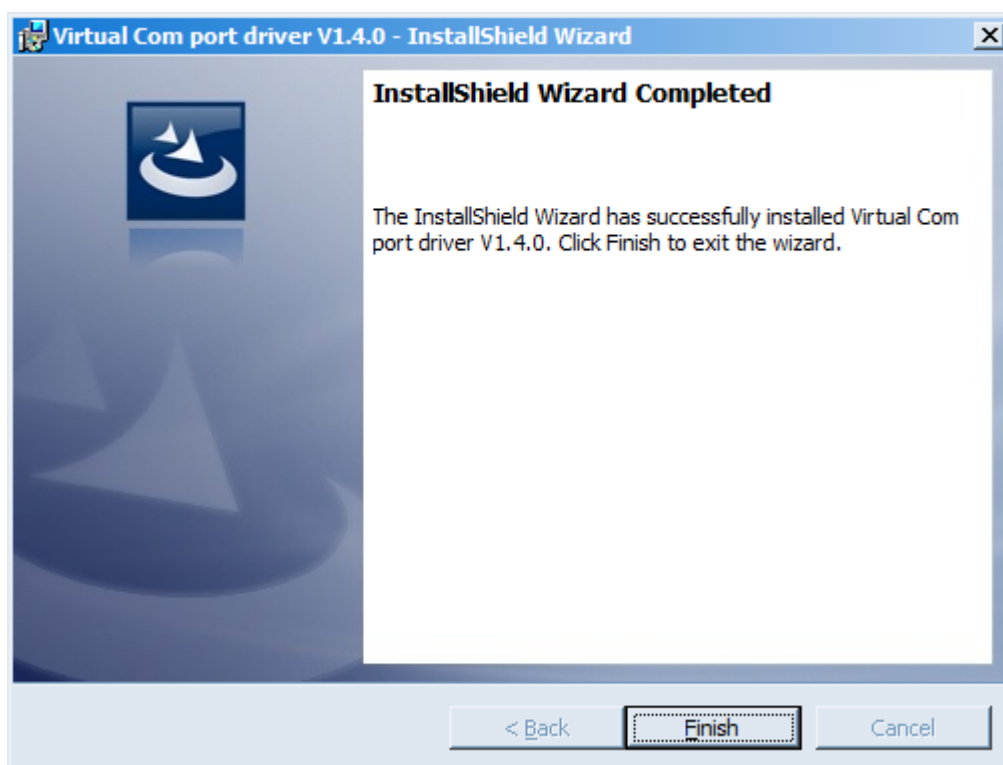 Virtual Com port driver V1.4.0 - InstallShield Wizard
InstallShield Wizard Completed
The InstallShield Wizard has successfully installed Virtual Com
port driver V1.4.0. Click Finish to exit the wizard.
< Back Finish Cancel